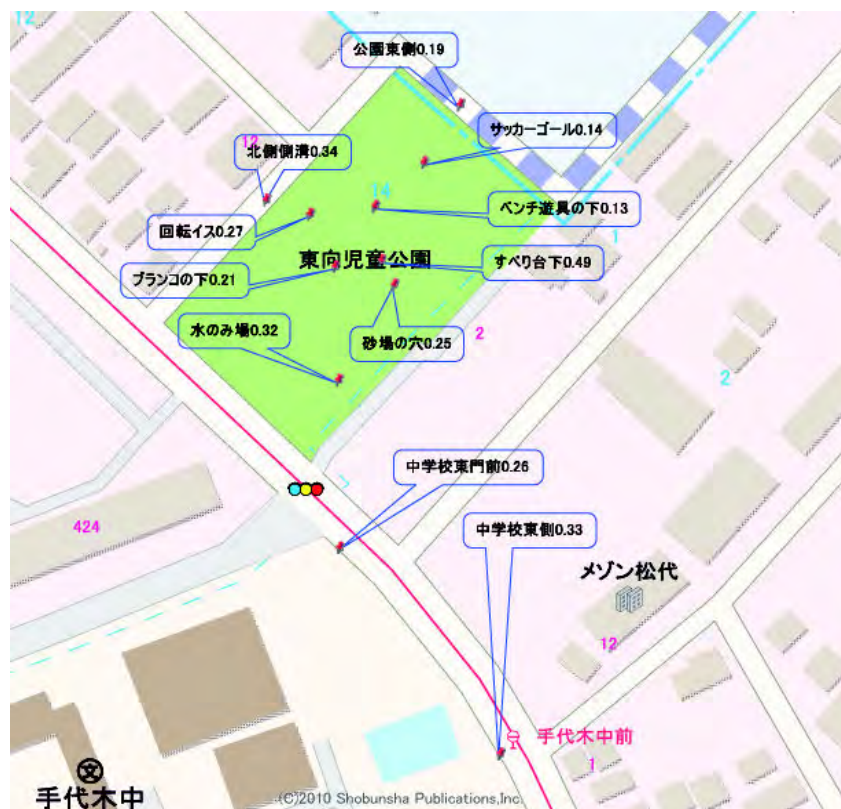 12
公園東側0.19
サッカーゴール0.14
12
北側側溝0.34
14
ベンチ遊具の下0.13
回転イス0.27
1
東向児童公園
すべり台下0.49
ブランコの下0.21
水のみ場0.32
砂場の穴0.25
2
2
中学校東門前0.26
424
中学校東側0.33
メゾン松代
12
手代木中前
1
手代木中
(C)2010 Shobunsha Publications,Inc.